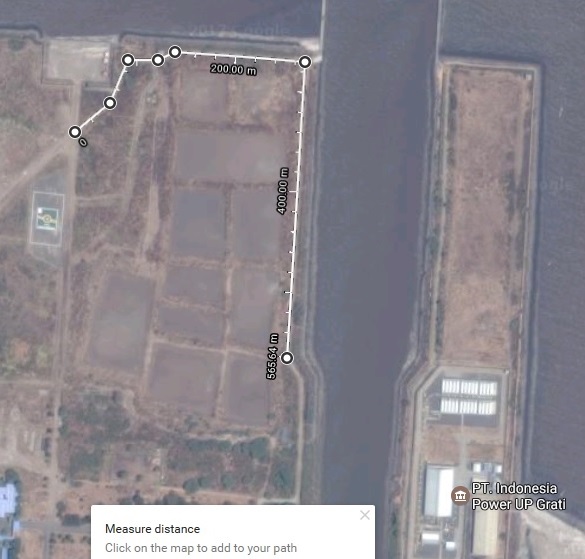 200.00 m
0
400.00 m
565.64 m
PT. Indonesia
Power UP Grati
Measure distance
Click on the map to add to your path